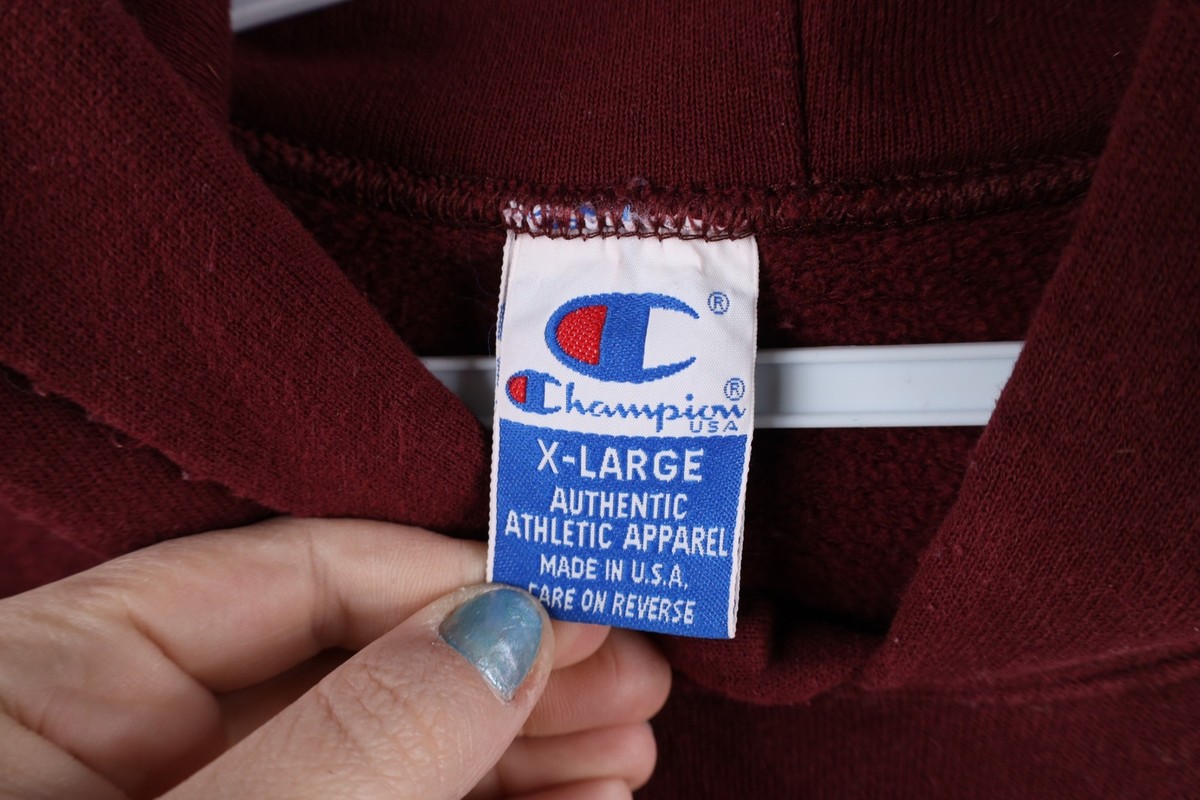 ®
Champion®
USA
X-LARGE
AUTHENTIC
ATHLETIC APPAREL
MADE IN U.S.A.
CARE ON REVERSE